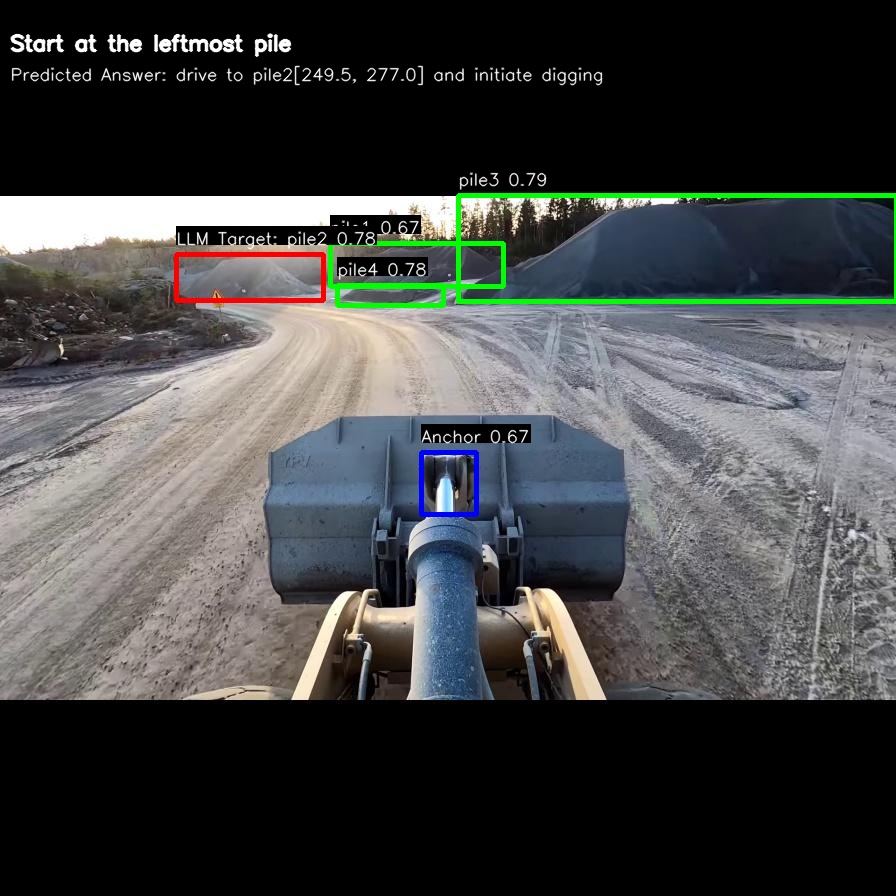 Start at the leftmost pile
Predicted Answer: drive to pile2[249.5, 277.0] and initiate digging
pile3 0.79
pile1 0.67
LLM Target: pile2 0.78
pile4 0.78
Anchor 0.67